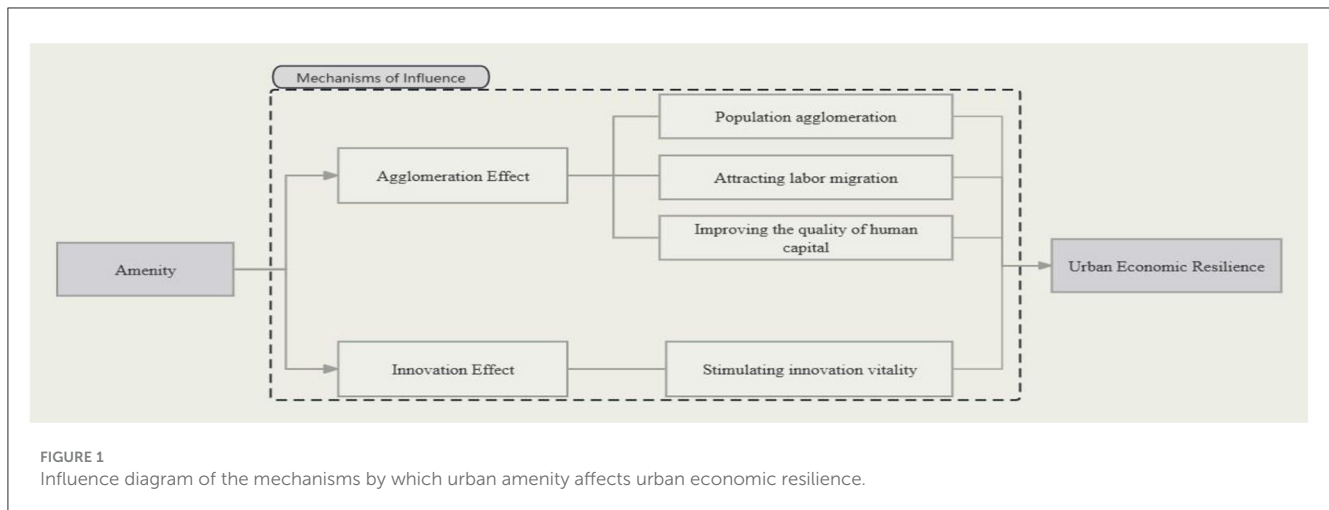 Mechanisms of Influence
Population agglomeration
Agglomeration Effect
Attracting labor migration
Improving the quality of human
capital
Amenity
Urban Economic Resilience
Innovation Effect
Stimulating innovation vitality
FIGURE 1
Influence diagram of the mechanisms by which urban amenity affects urban economic resilience.